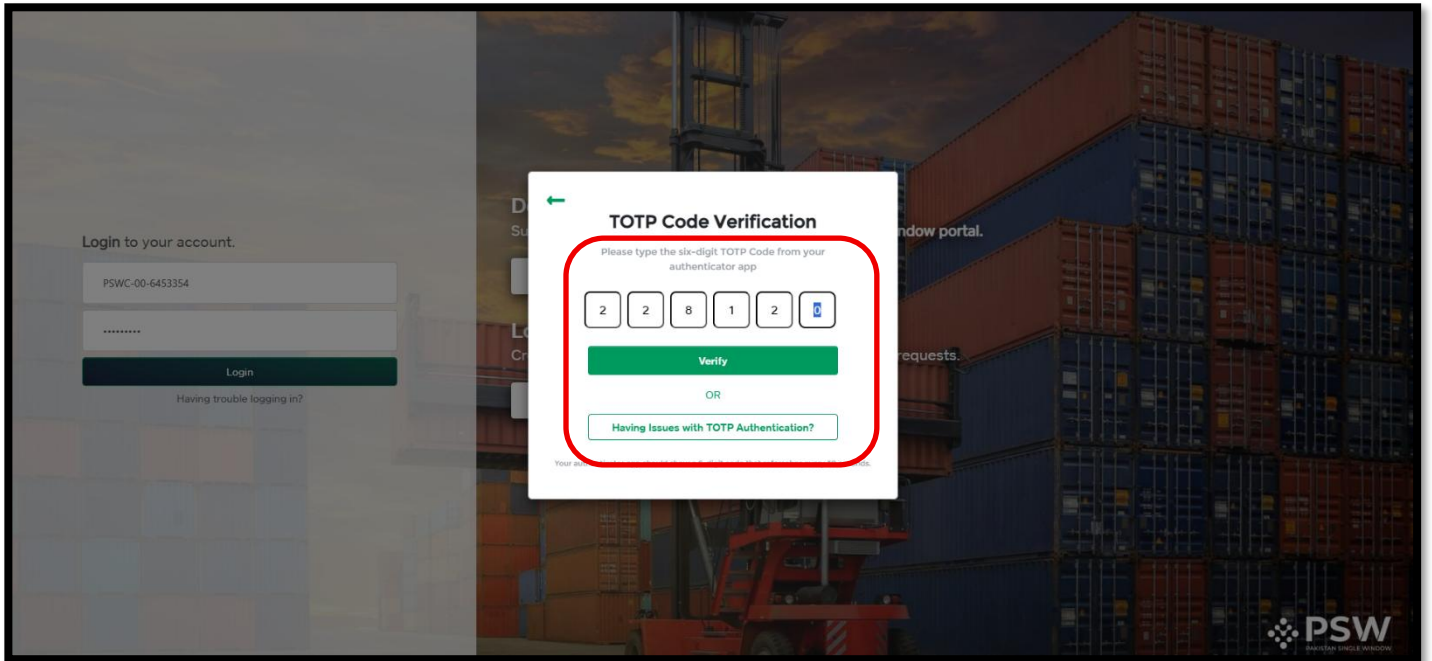 Login to your account.
PSWC-00-6453354
Login
Having trouble logging in?
TOTP Code Verification
Please type the six-digit TOTP Code from your
authenticator app
2 2 8 1 2 0
Verify
OR
Having Issues with TOTP Authentication?
Your
ndow portal.
requests.
PSW
PAKISTAN SINGLE WINDOW